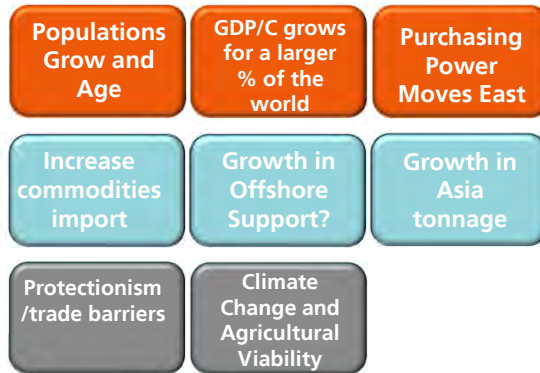 Populations
Grow and
Age
GDP/C grows
for a larger
% of the
world
Purchasing
Power
Moves East
Increase
commodities
import
Growth in
Offshore
Support?
Growth in
Asia
tonnage
Protectionism
/trade barriers
Climate
Change and
Agricultural
Viability